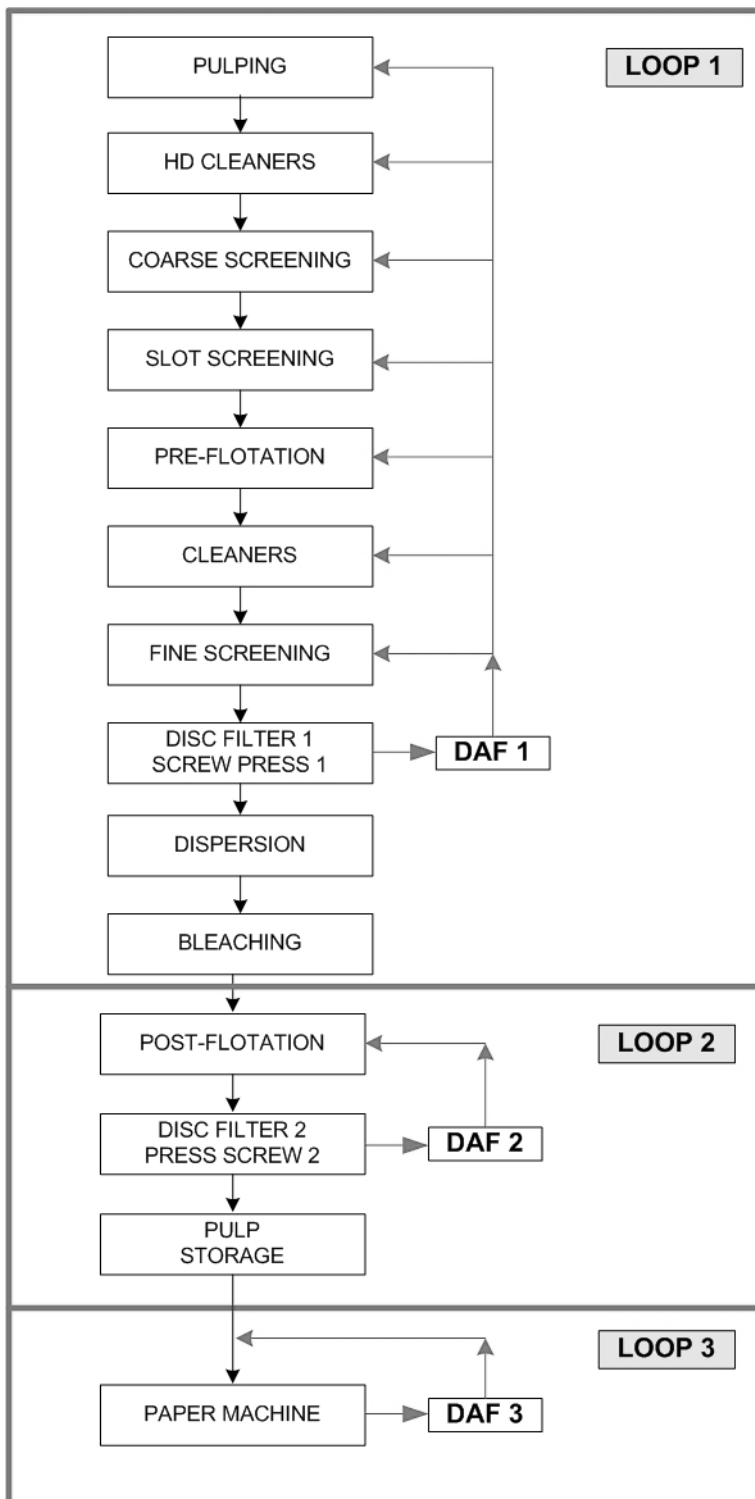 PULPING
LOOP 1
HD CLEANERS
COARSE SCREENING
SLOT SCREENING
PRE-FLOTATION
CLEANERS
FINE SCREENING
DISC FILTER 1
SCREW PRESS 1
DAF 1
DISPERSION
BLEACHING
POST-FLOTATION
LOOP 2
DISC FILTER 2
PRESS SCREW 2
DAF 2
PULP
STORAGE
LOOP 3
PAPER MACHINE
DAF 3